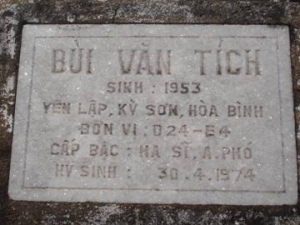 BÙI VĂN TÍCH
SINH : 1953
YÊN LẬP, KỲ SƠN, HÒA BÌNH
ĐƠN VỊ : D24-E4
CẤP BẬC : HẠ SĨ, A. PHÓ
HY SINH : 30.4.1974